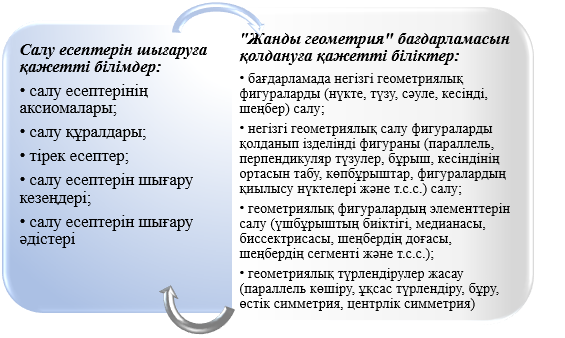 Салу есептерін шығаруға
қажетті білімдер:
• салу есептерінің
аксиомалары;
• салу құралдары;
• тірек есептер;
• салу есептерін шығару
кезеңдері;
• салу есептерін шығару
әдістері
"Жанды геометрия" бағдарламасын
қолдануға қажетті біліктер:
• бағдарламада негізгі геометриялық
фигураларды (нүкте, түзу, сәуле, кесінді,
шеңбер) салу;
• негізгі геометриялық салу фигураларды
қолданып ізделінді фигураны (параллель,
перпендикуляр түзулер, бұрыш, кесіндінің
ортасын табу, көпбұрыштар, фигуралардың
қиылысу нүктелері және т.с.с.) салу;
• геометриялық фигуралардың элементтерін
салу (үшбұрыштың биіктігі, медианасы,
биссектрисасы, шеңбердің доғасы,
шеңбердің сегменті және т.с.с.);
• геометриялық түрлендірулер жасау
(параллель көшіру, ұқсас түрлендіру, бұру,
өстік симметрия, центрлік симметрия)